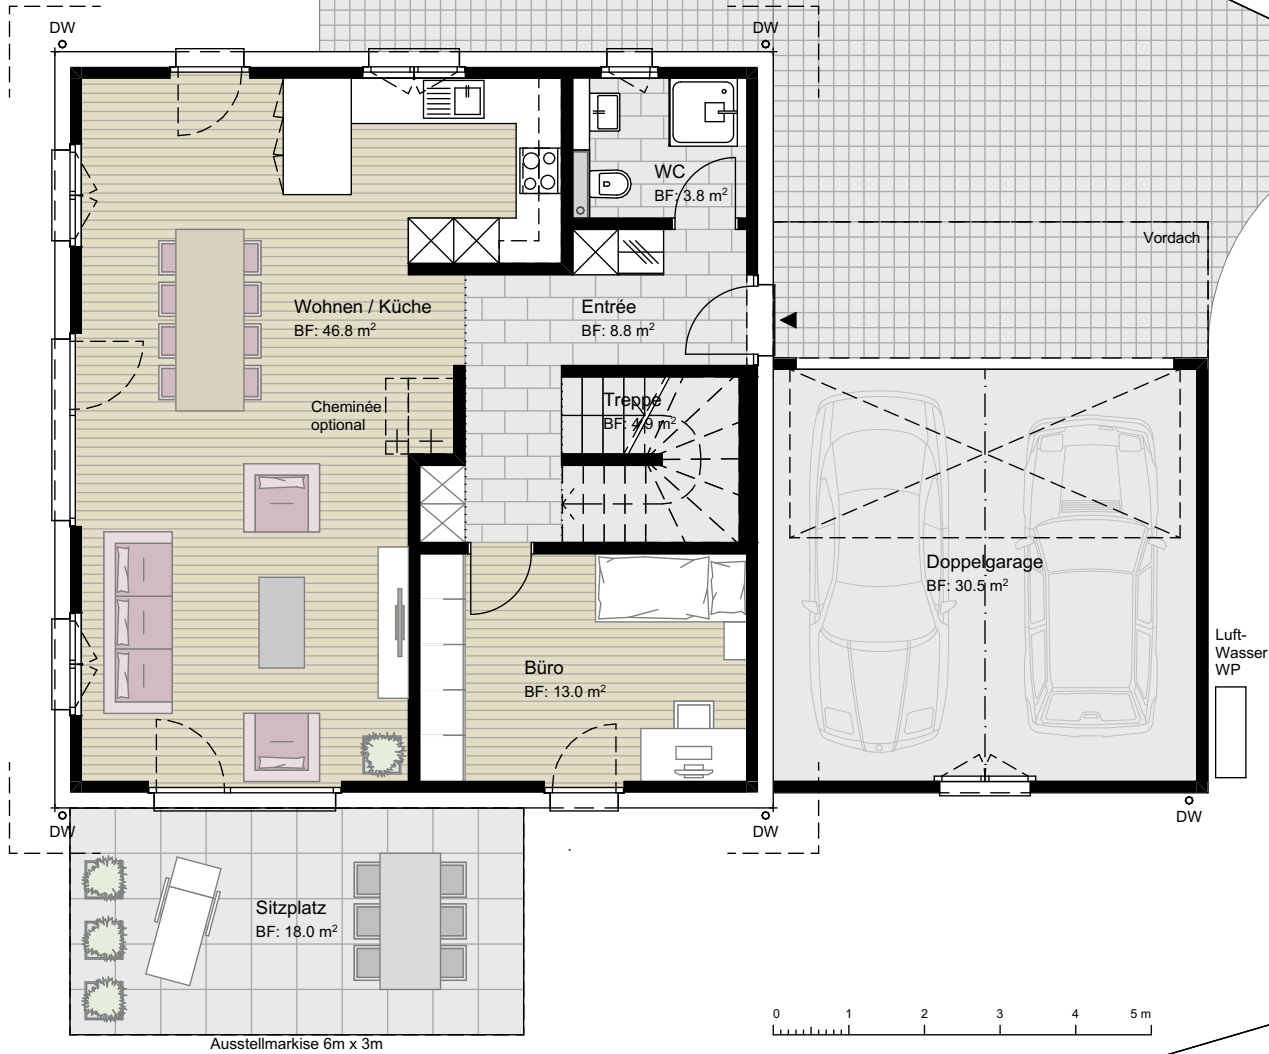 DW
DW
WC
BF: 3.8 m²
Vordach
Wohnen / Küche
BF: 46.8 m²
Entrée
BF: 8.8 m²
Cheminée
optional
Treppe
BF: 4.9 m²
Doppelgarage
BF: 30.5 m²
Luft-
Wasser
WP
Büro
BF: 13.0 m²
DW
DW
DW
Sitzplatz
BF: 18.0 m²
0 1 2 3 4 5 m
Ausstellmarkise 6m x 3m